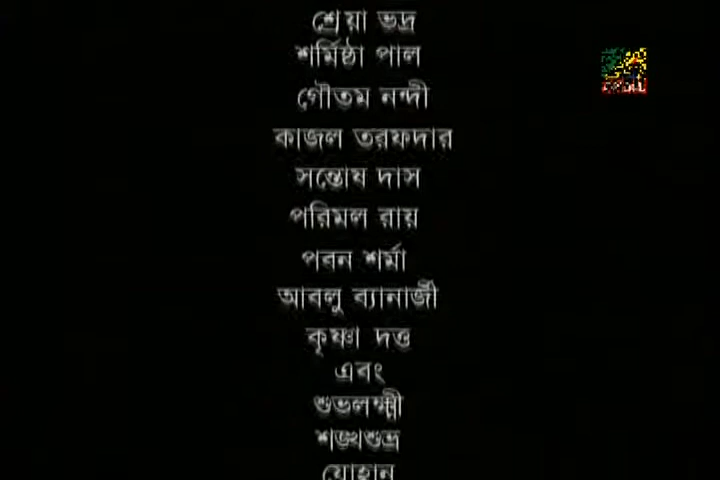 শ্রেয়া ভদ্র
শর্মিষ্ঠা পাল
গৌতম নন্দী
কাজল তরফদার
সন্তোষ দাস
পরিমল রায়
পবন শর্মা
আবলু ব্যানার্জী
কৃষ্ণা দত্ত
এবং
শুভলক্ষ্মী
শঙ্খশুভ্র
যোহান